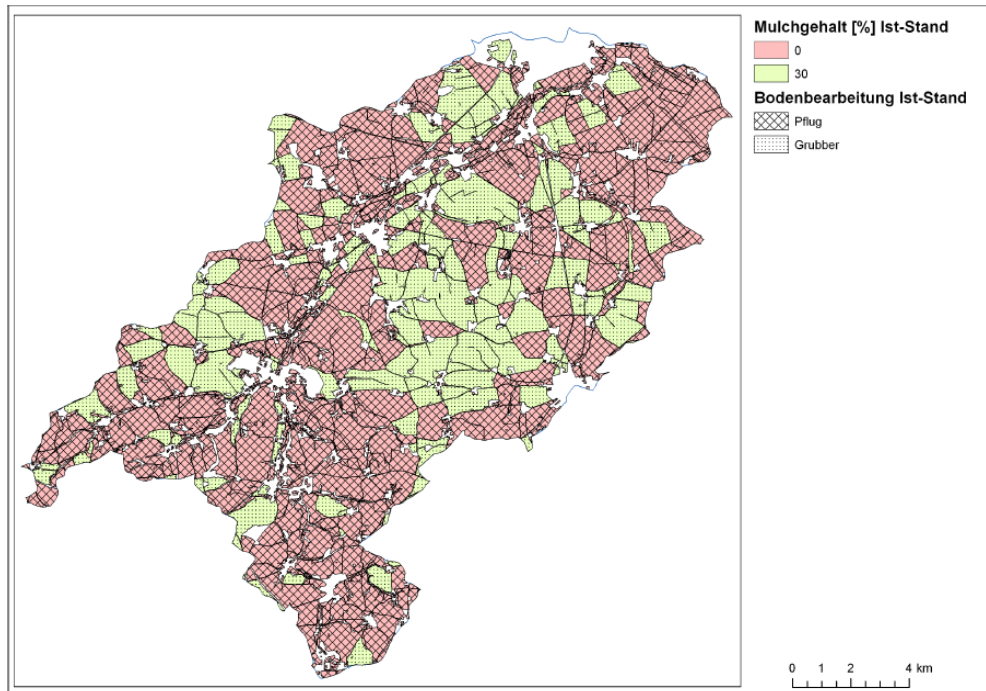 Mulchgehalt [%] Ist-Stand
0
30
Bodenbearbeitung Ist-Stand
Pflug
Grubber
0 1 2 4 km